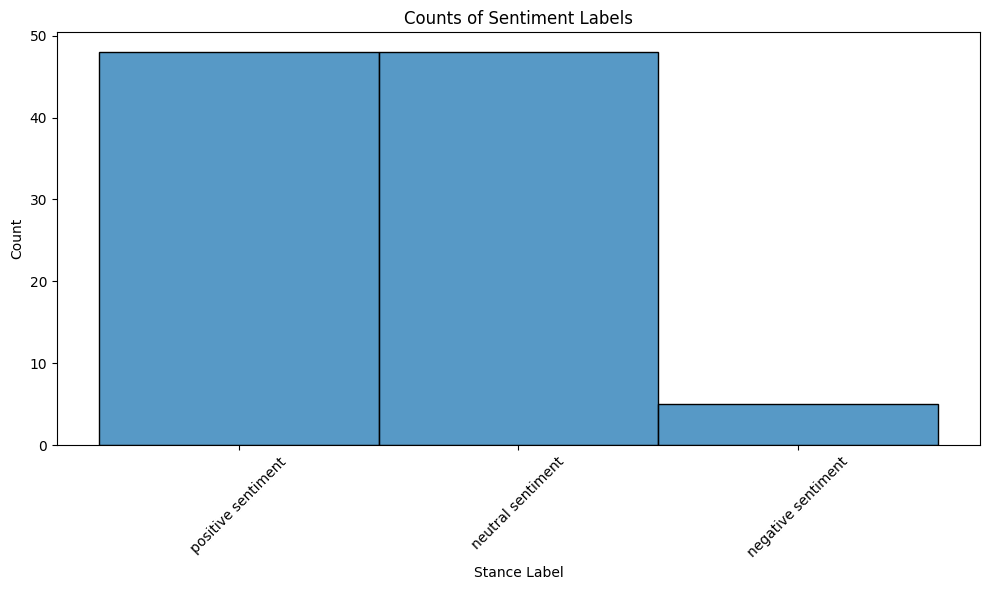 Counts of Sentiment Labels
50
40
30
20
10
0
Count
positive sentiment
neutral sentiment
negative sentiment
Stance Label